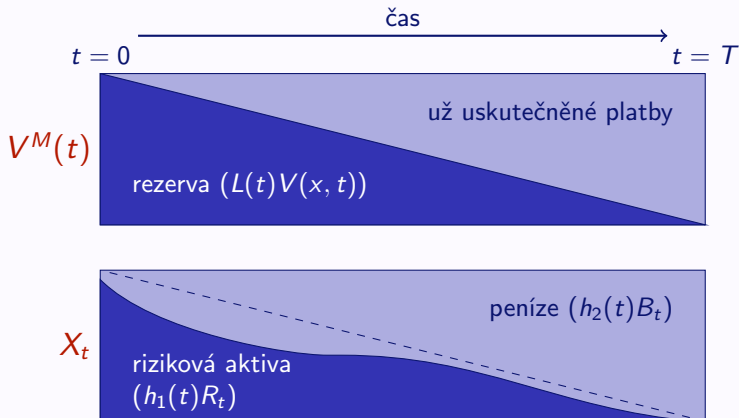 čas
t = 0
t = T
V^M(t)
už uskutečněné platby
rezerva (L(t)V(x, t))
X_t
peníze (h_2(t)B_t)
riziková aktiva
(h_1(t)R_t)